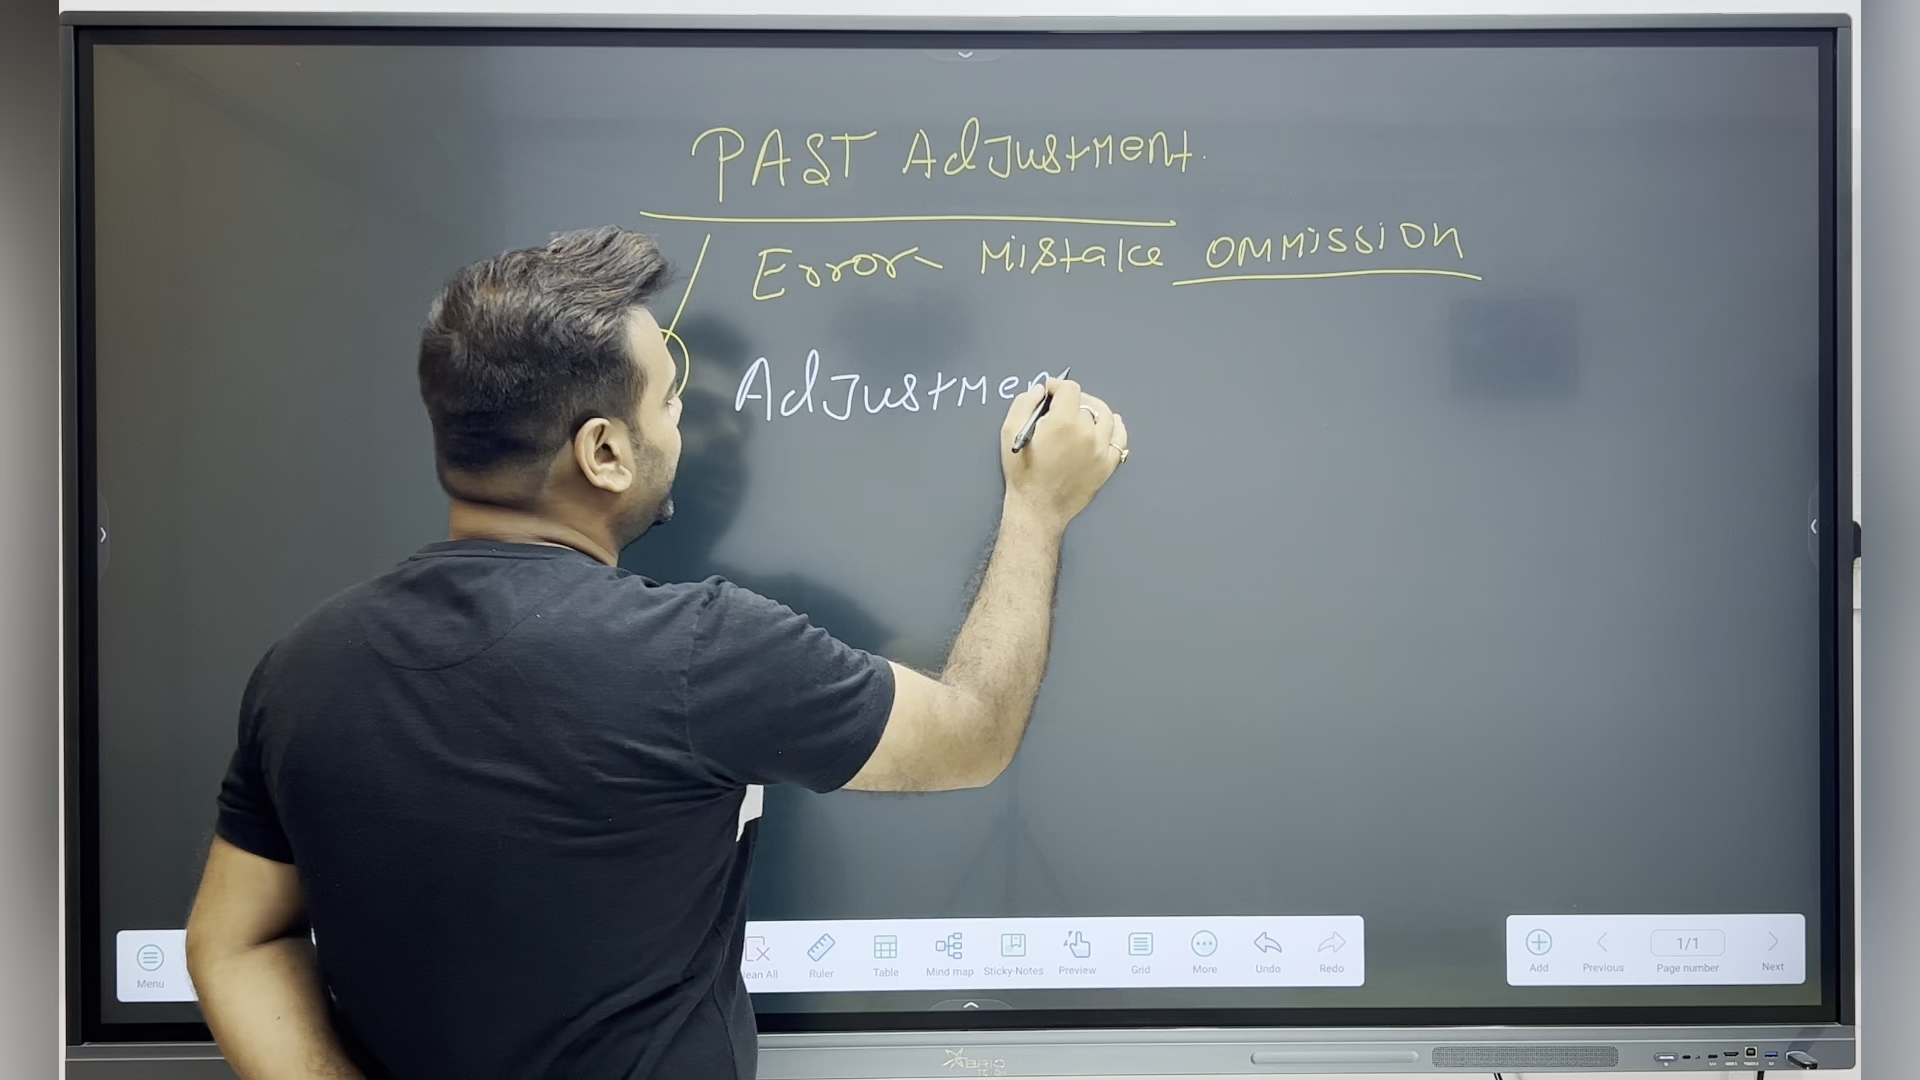 PAST AdJustment.
Error Mistake OMMISSION
AdJustmen
Menu
Ruler
Table
Mind map
Sticky-Notes
Preview
Grid
More
Undo
Redo
Add
Previous
1/1
Page number
Next